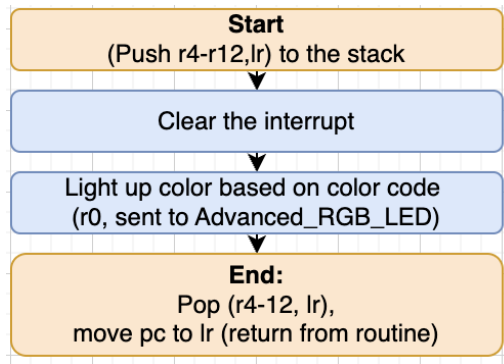 Start
(Push r4-r12,lr) to the stack
Clear the interrupt
Light up color based on color code
(r0, sent to Advanced_RGB_LED)
End:
Pop (r4-12, lr),
move pc to lr (return from routine)